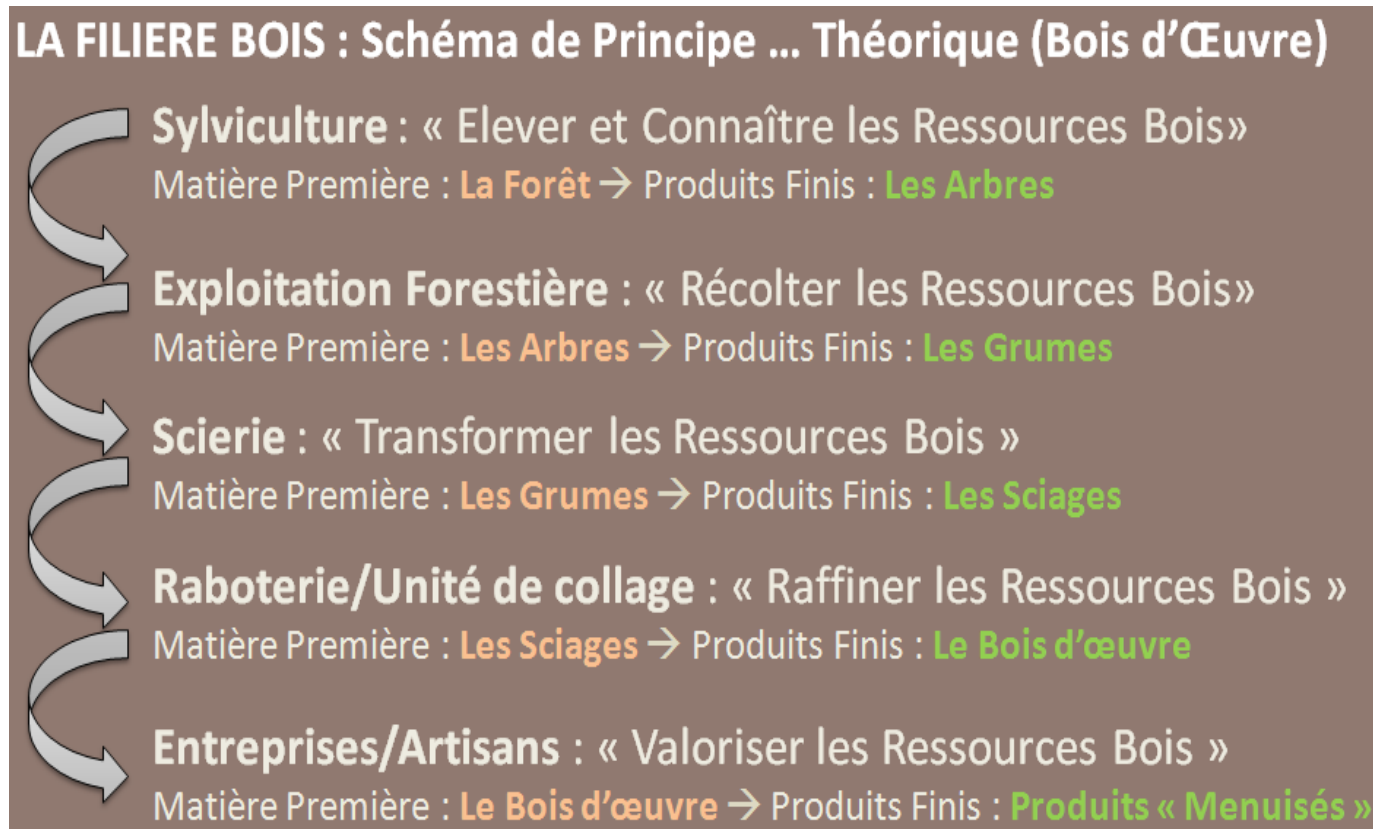 LA FILIERE BOIS : Schéma de Principe ... Théorique (Bois d'Œuvre)
Sylviculture : « Elever et Connaître les Ressources Bois»
Matière Première : La Forêt → Produits Finis : Les Arbres
Exploitation Forestière : « Récolter les Ressources Bois»
Matière Première : Les Arbres → Produits Finis : Les Grumes
Scierie : « Transformer les Ressources Bois »
Matière Première : Les Grumes → Produits Finis : Les Sciages
Raboterie/Unité de collage : « Raffiner les Ressources Bois »
Matière Première : Les Sciages → Produits Finis : Le Bois d'œuvre
Entreprises/Artisans : « Valoriser les Ressources Bois »
Matière Première : Le Bois d'œuvre → Produits Finis : Produits « Menuisés »